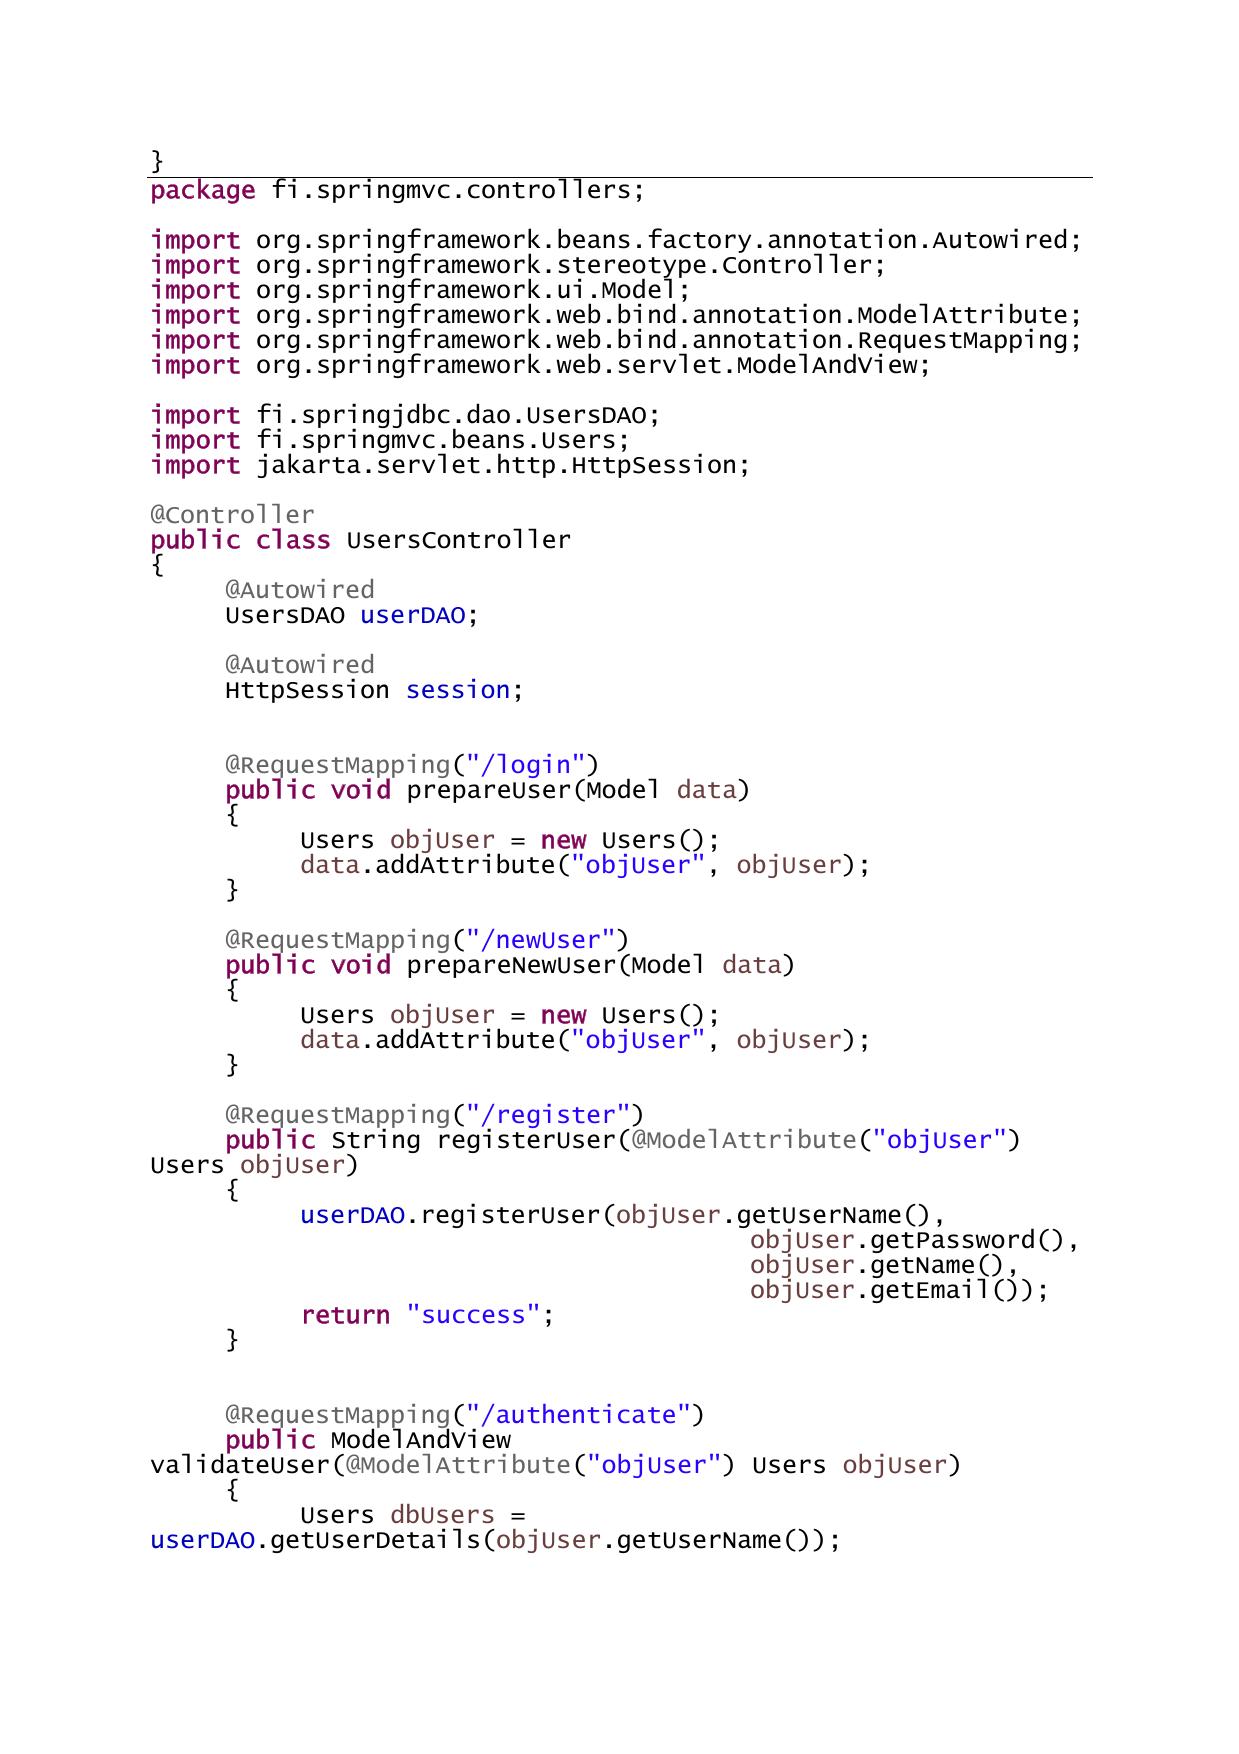 }
package fi.springmvc.controllers;
import org.springframework.beans.factory.annotation.Autowired;
import org.springframework.stereotype.Controller;
import org.springframework.ui.Model;
import org.springframework.web.bind.annotation.ModelAttribute;
import org.springframework.web.bind.annotation.RequestMapping;
import org.springframework.web.servlet.ModelAndView;
import fi.springjdbc.dao.UsersDAO;
import fi.springmvc.beans.Users;
import jakarta.servlet.http.HttpSession;
@Controller
public class UsersController
{
@Autowired
UsersDAO userDAO;
@Autowired
HttpSession session;
@RequestMapping("/login")
public void prepareUser(Model data)
{
Users objUser = new Users();
data.addAttribute("objUser", objUser);
}
@RequestMapping("/newUser")
public void prepareNewUser(Model data)
{
Users objUser = new Users();
data.addAttribute("objUser", objUser);
}
@RequestMapping("/register")
public String registerUser(@ModelAttribute("objUser")
Users objUser)
{
userDAO.registerUser(objUser.getUserName(),
objUser.getPassword(),
objUser.getName(),
objUser.getEmail());
return "success";
}
@RequestMapping("/authenticate")
public ModelAndView
validateUser(@ModelAttribute("objUser") Users objUser)
{
Users dbUsers =
userDAO.getUserDetails(objUser.getUserName());